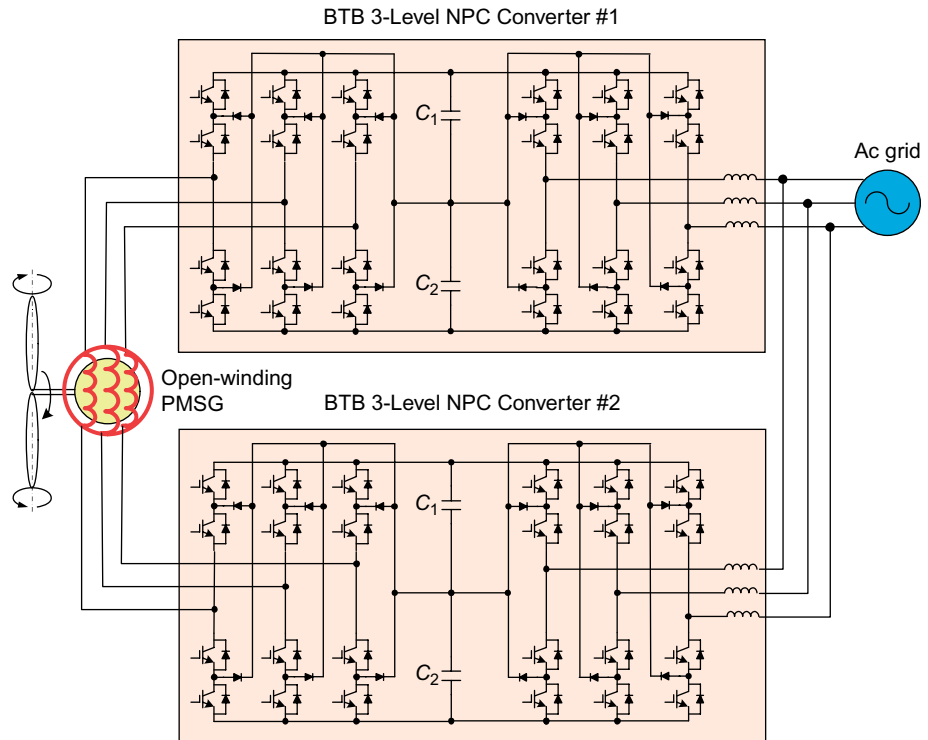 BTB 3-Level NPC Converter #1
C1
Ac grid
C2
Open-winding
PMSG
BTB 3-Level NPC Converter #2
C1
C2